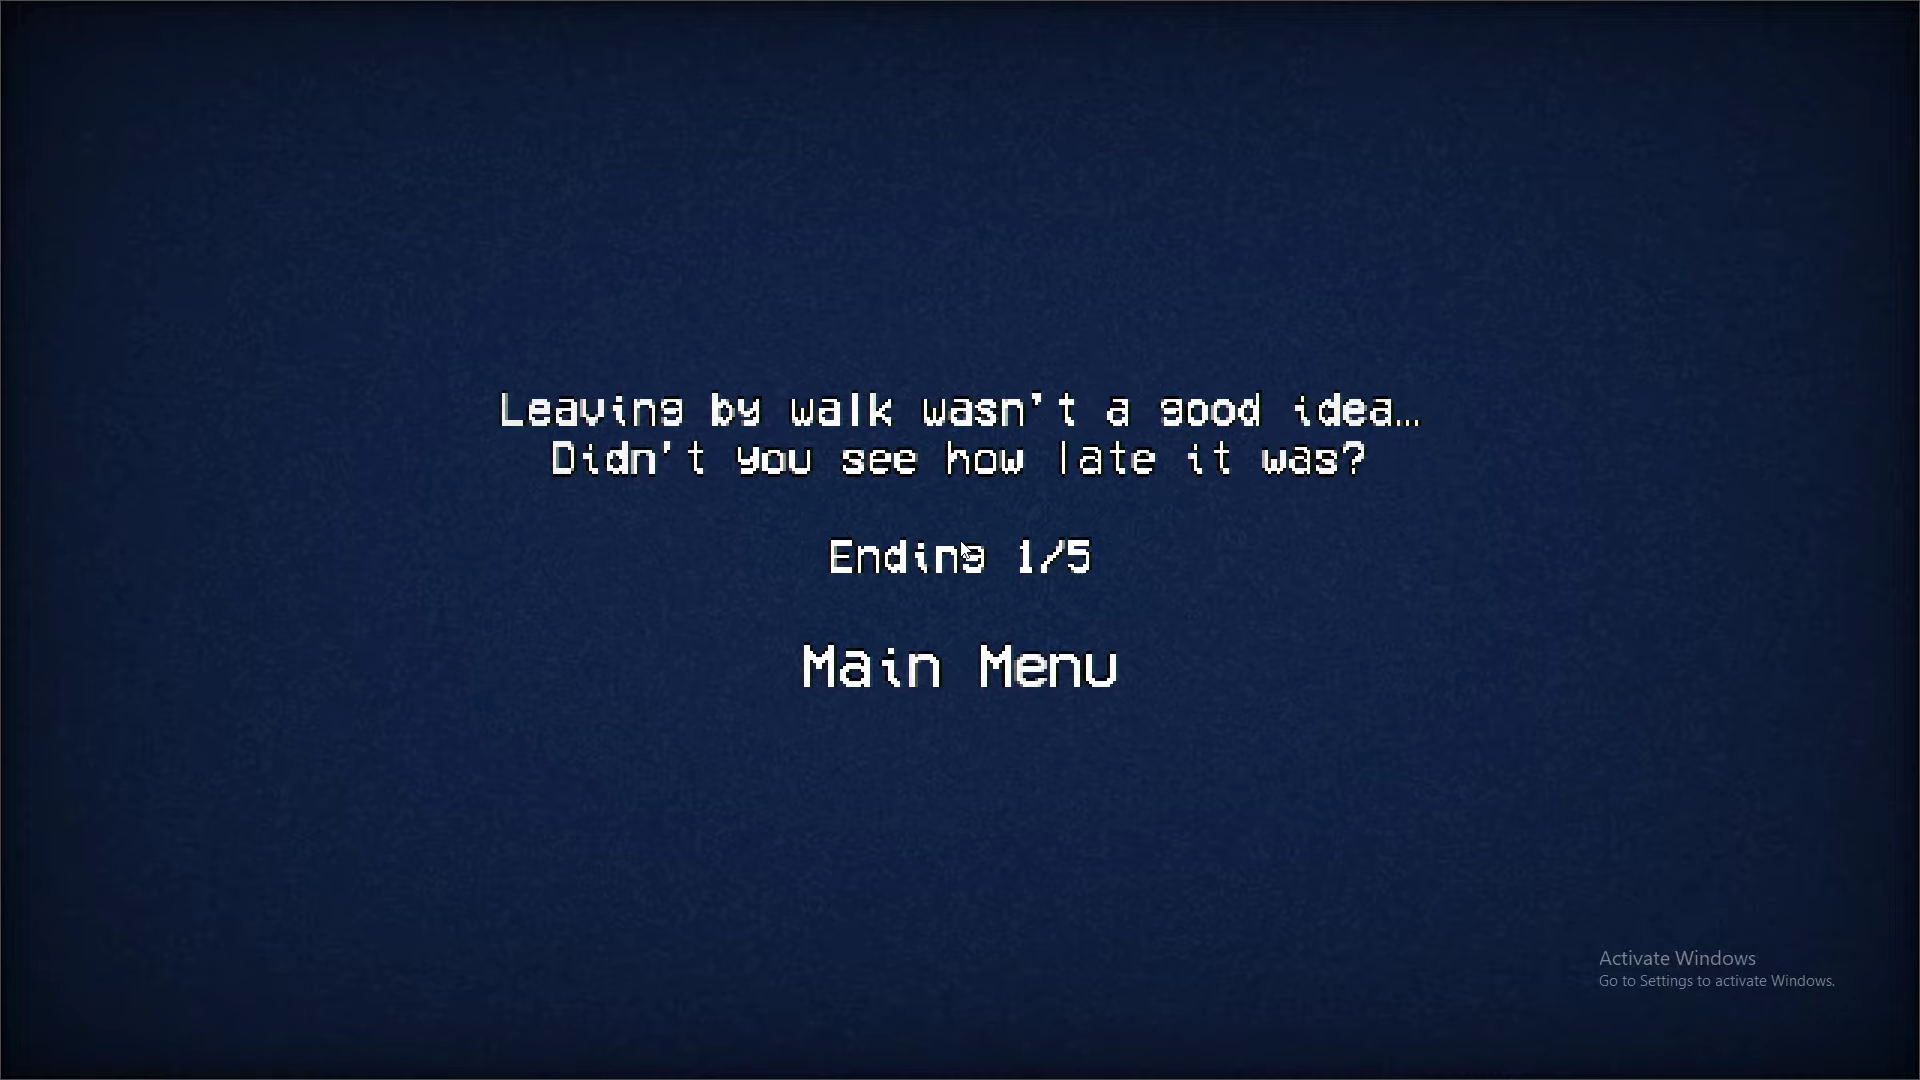 Leaving by walk wasn't a good idea...
Didn't you see how late it was?
Ending 1/5
Main Menu
Activate Windows
Go to Settings to activate Windows.